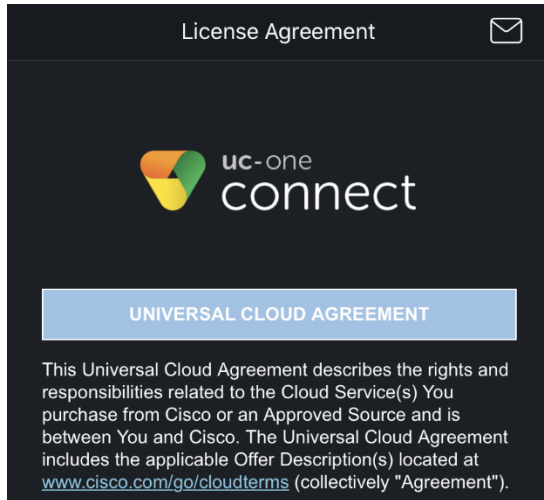 License Agreement
uc-one
connect
UNIVERSAL CLOUD AGREEMENT
This Universal Cloud Agreement describes the rights and
responsibilities related to the Cloud Service(s) You
purchase from Cisco or an Approved Source and is
between You and Cisco. The Universal Cloud Agreement
includes the applicable Offer Description(s) located at
www.cisco.com/go/cloudterms (collectively "Agreement").